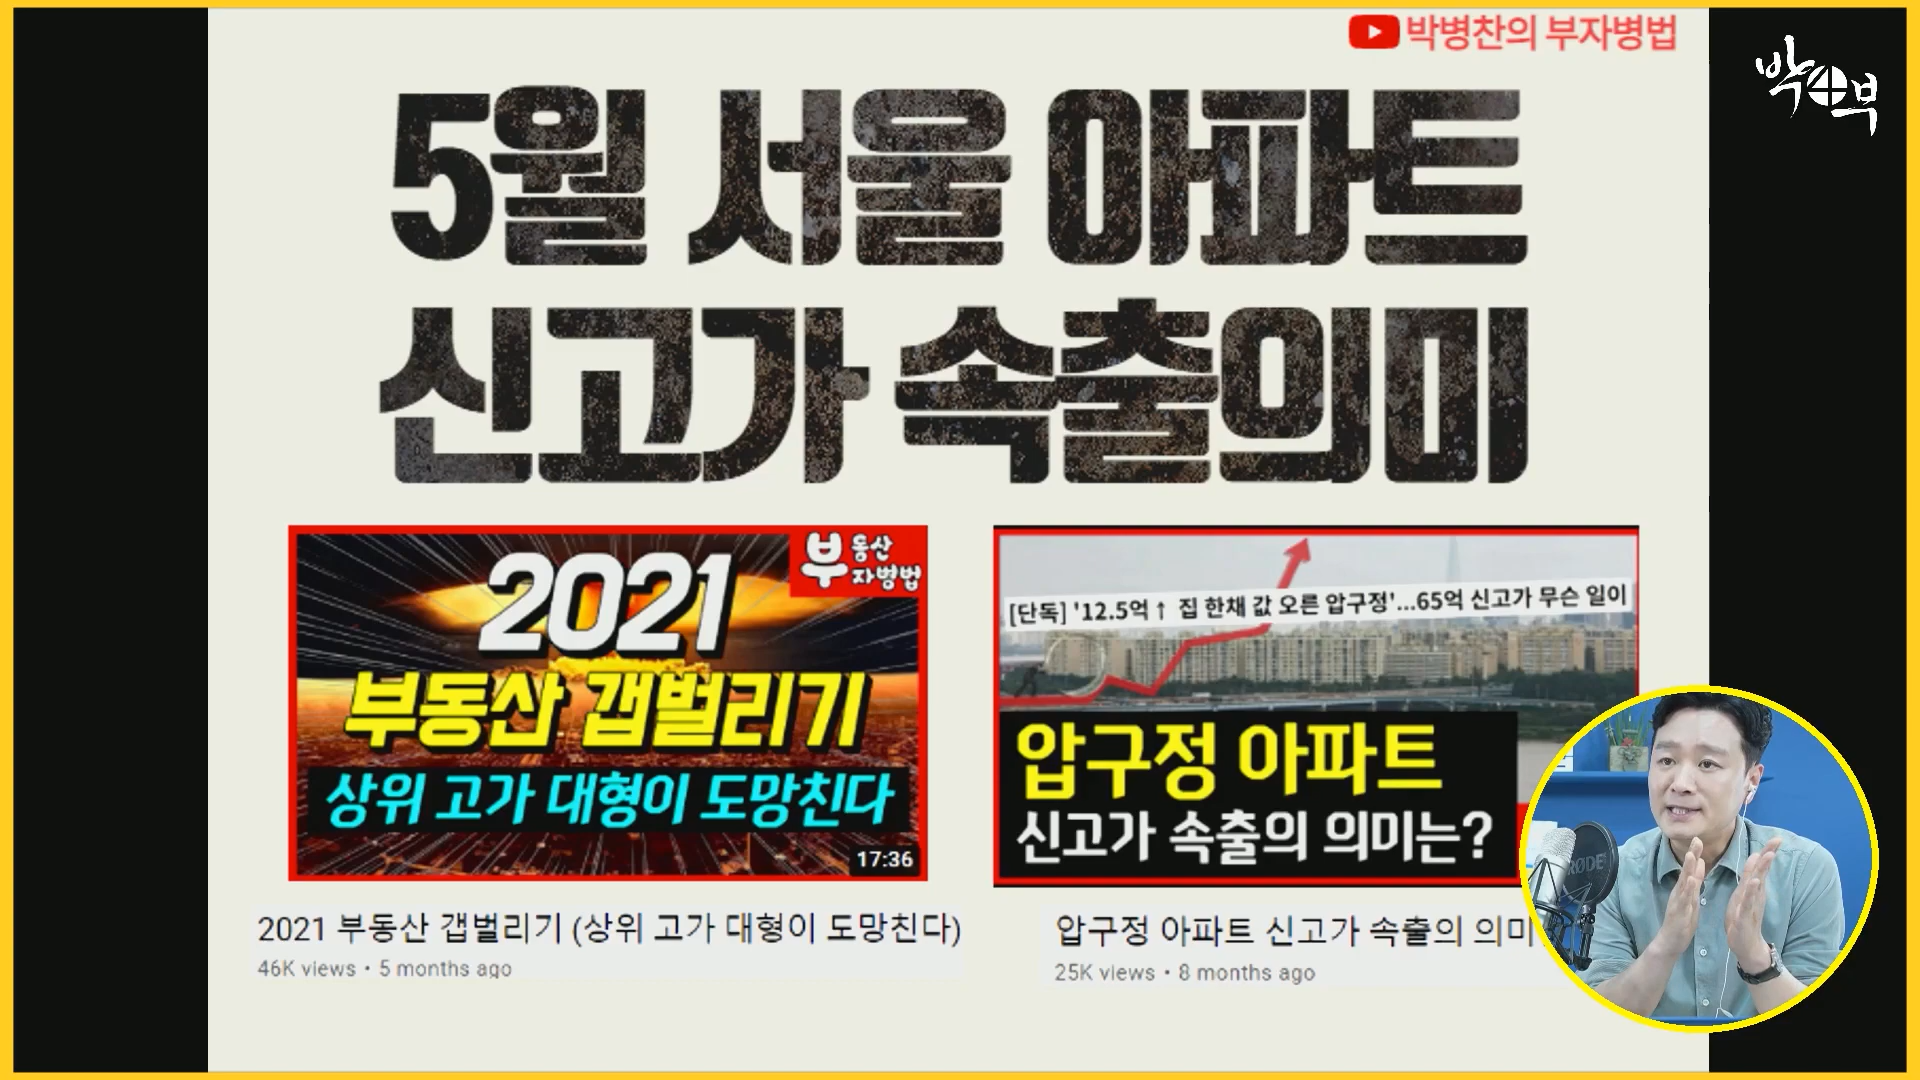 박병찬의 부자병법
박4부
5월 서울 아파트
신고가 속출의미
2021
부동산
자병법
부동산 갭벌리기
상위 고가 대형이 도망친다
17:36
2021 부동산 갭벌리기 (상위 고가 대형이 도망친다)
46K views • 5 months ago
[단독] '12.5억↑ 집 한채 값 오른 압구정'...65억 신고가 무슨 일이
압구정 아파트
신고가 속출의 의미는?
압구정 아파트 신고가 속출의 의미
25K views • 8 months ago
RØDE